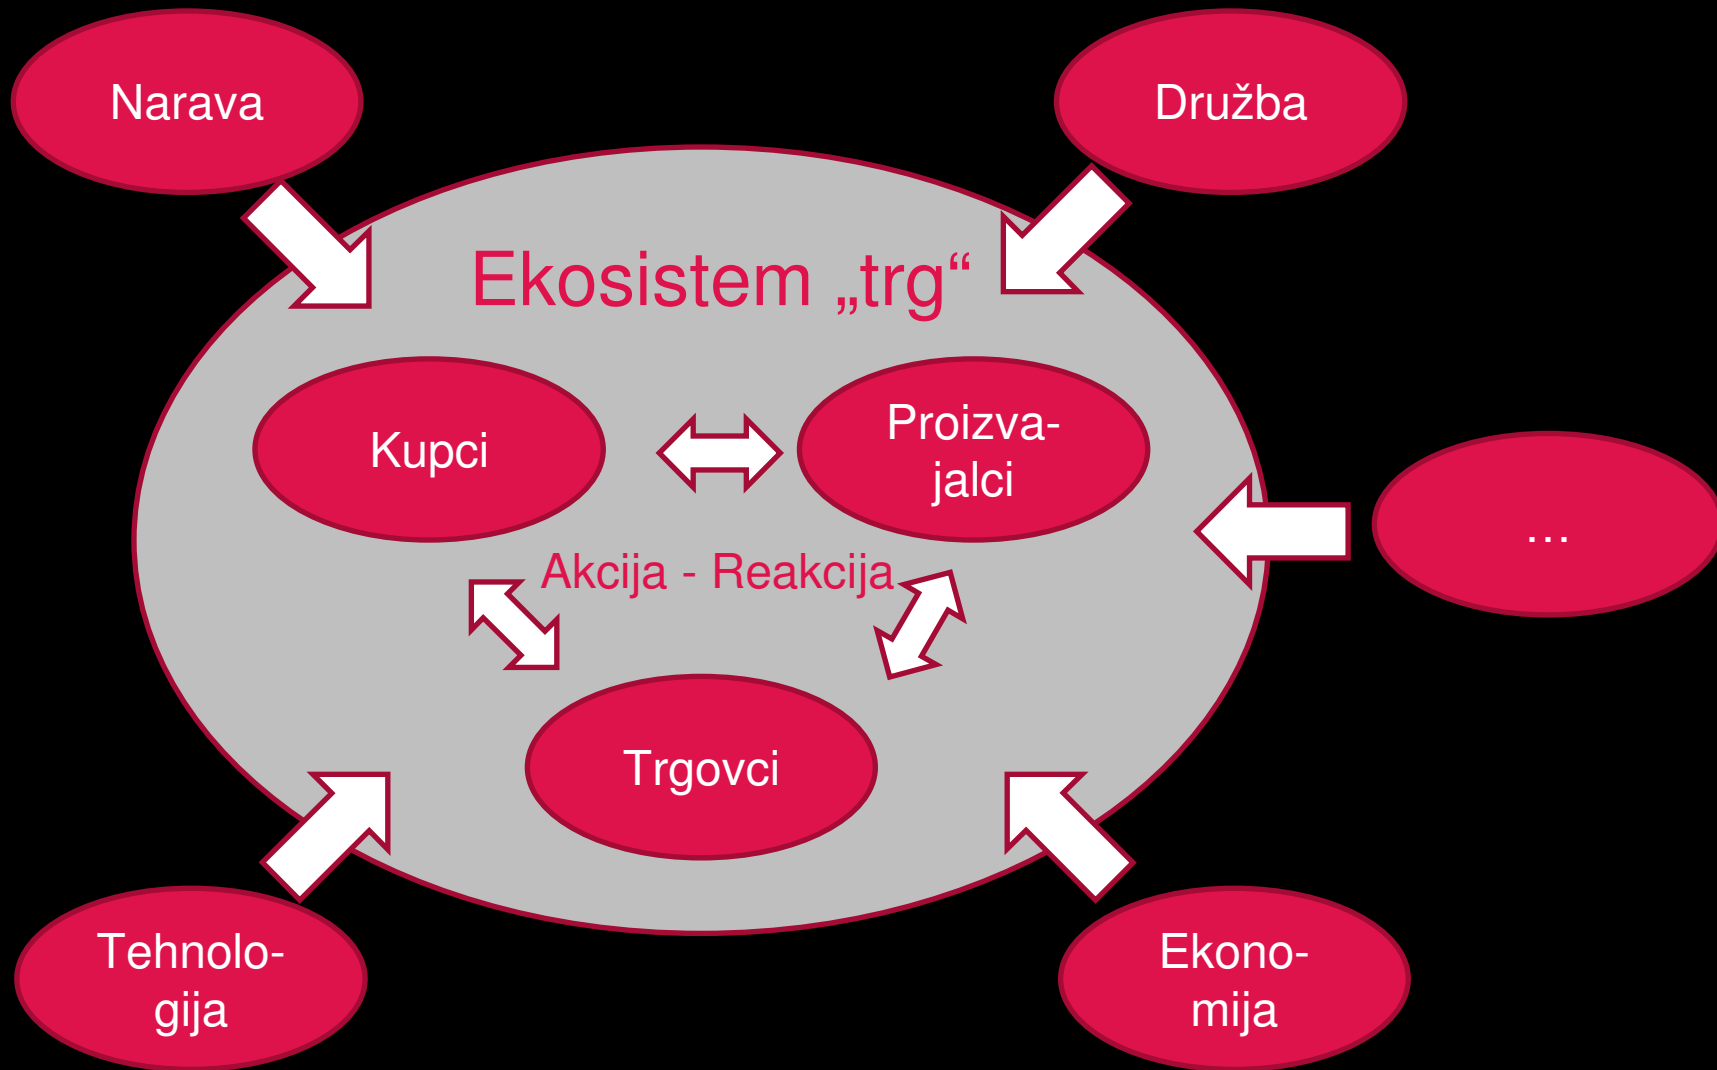 Narava
Družba
Ekosistem „trg“
Kupci
Proizva-
jalci
...
Akcija - Reakcija
Trgovci
Tehnolo-
gija
Ekono-
mija